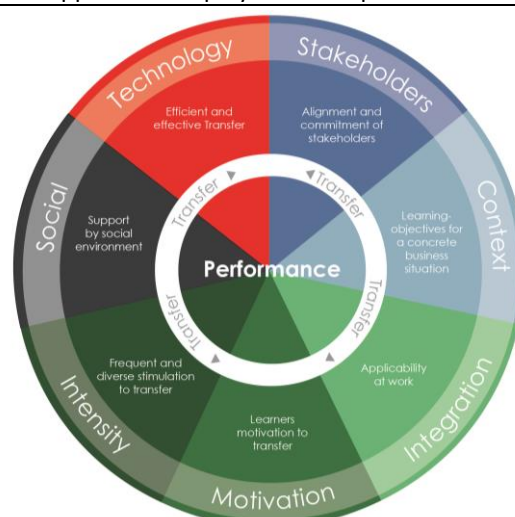 Technology
Efficient and
effective Transfer
Stakeholders
Alignment and
commitment of
stakeholders
Context
Learning-
objectives for
a concrete
business
situation
Integration
Applicability
at work
Motivation
Learners
motivation to
transfer
Intensity
Frequent and
diverse stimulation
to transfer
Social
Support
by social
environment
Transfer
Transfer
Transfer
Transfer
Performance